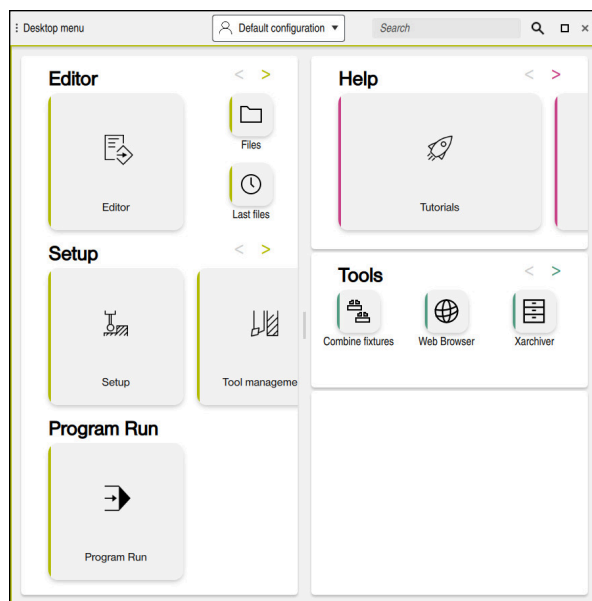 Desktop menu
Default configuration
Search
Editor
Editor
Files
Last files
Setup
Setup
Tool manageme
Program Run
Program Run
Help
Tutorials
Tools
Combine fixtures
Web Browser
Xarchiver